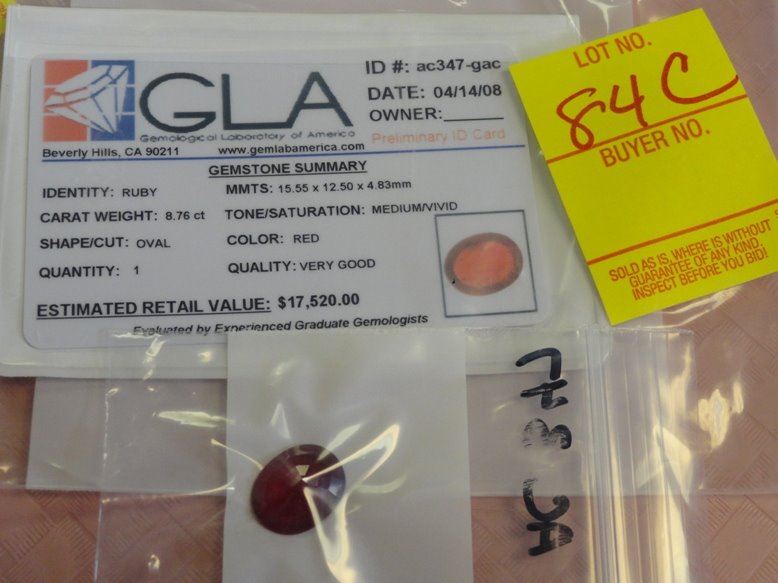 GLA
Gemological Laboratory of America
Beverly Hills, CA 90211 www.gemlabamerica.com
ID #: ac347-gac
DATE: 04/14/08
OWNER:______
Preliminary ID Card
GEMSTONE SUMMARY
IDENTITY: RUBY
MMTS: 15.55 x 12.50 x 4.83mm
CARAT WEIGHT: 8.76 ct
TONE/SATURATION: MEDIUM/VIVID
SHAPE/CUT: OVAL
COLOR: RED
QUANTITY: 1
QUALITY: VERY GOOD
ESTIMATED RETAIL VALUE: $17,520.00
Evaluated by Experienced Graduate Gemologists
LOT NO.
84C
BUYER NO.
SOLD AS IS, WHERE IS WITHOUT
GUARANTEE OF ANY KIND.
INSPECT BEFORE YOU BID!
AC 347